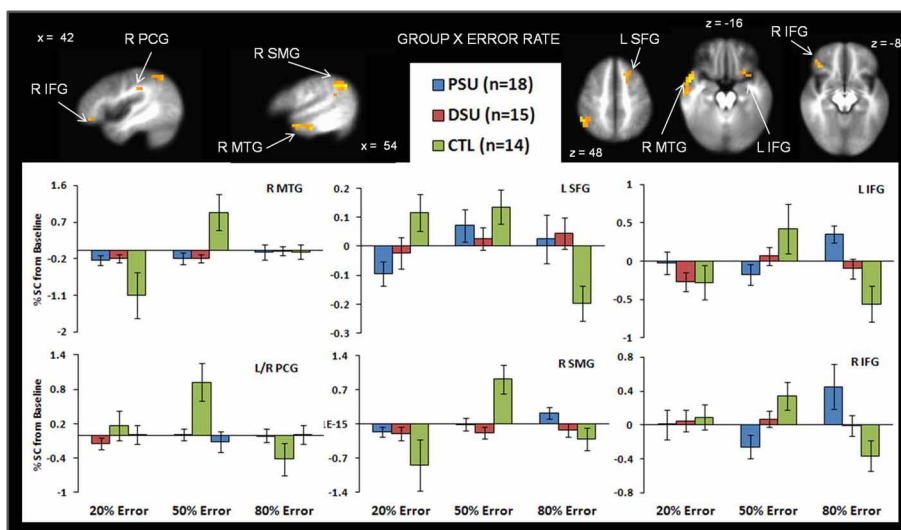 x = 42
R PCG
R IFG
R SMG
R MTG
x = 54
GROUP X ERROR RATE
PSU (n=18)
DSU (n=15)
CTL (n=14)
L SFG
z = 48
z = -16
R MTG
L IFG
R IFG
z = -8
% SC from Baseline
R MTG
1.6
0.7
-0.2
-1.1
-2
L SFG
0.2
0.1
0
-0.1
-0.2
-0.3
L IFG
1
0.5
0
-0.5
-1
% SC from Baseline
L/R PCG
1.4
0.8
0.2
-0.4
-1
R SMG
1.4
0.7
1E-15
-0.7
-1.4
R IFG
0.8
0.4
0
-0.4
-0.8
20% Error 50% Error 80% Error
20% Error 50% Error 80% Error
20% Error 50% Error 80% Error